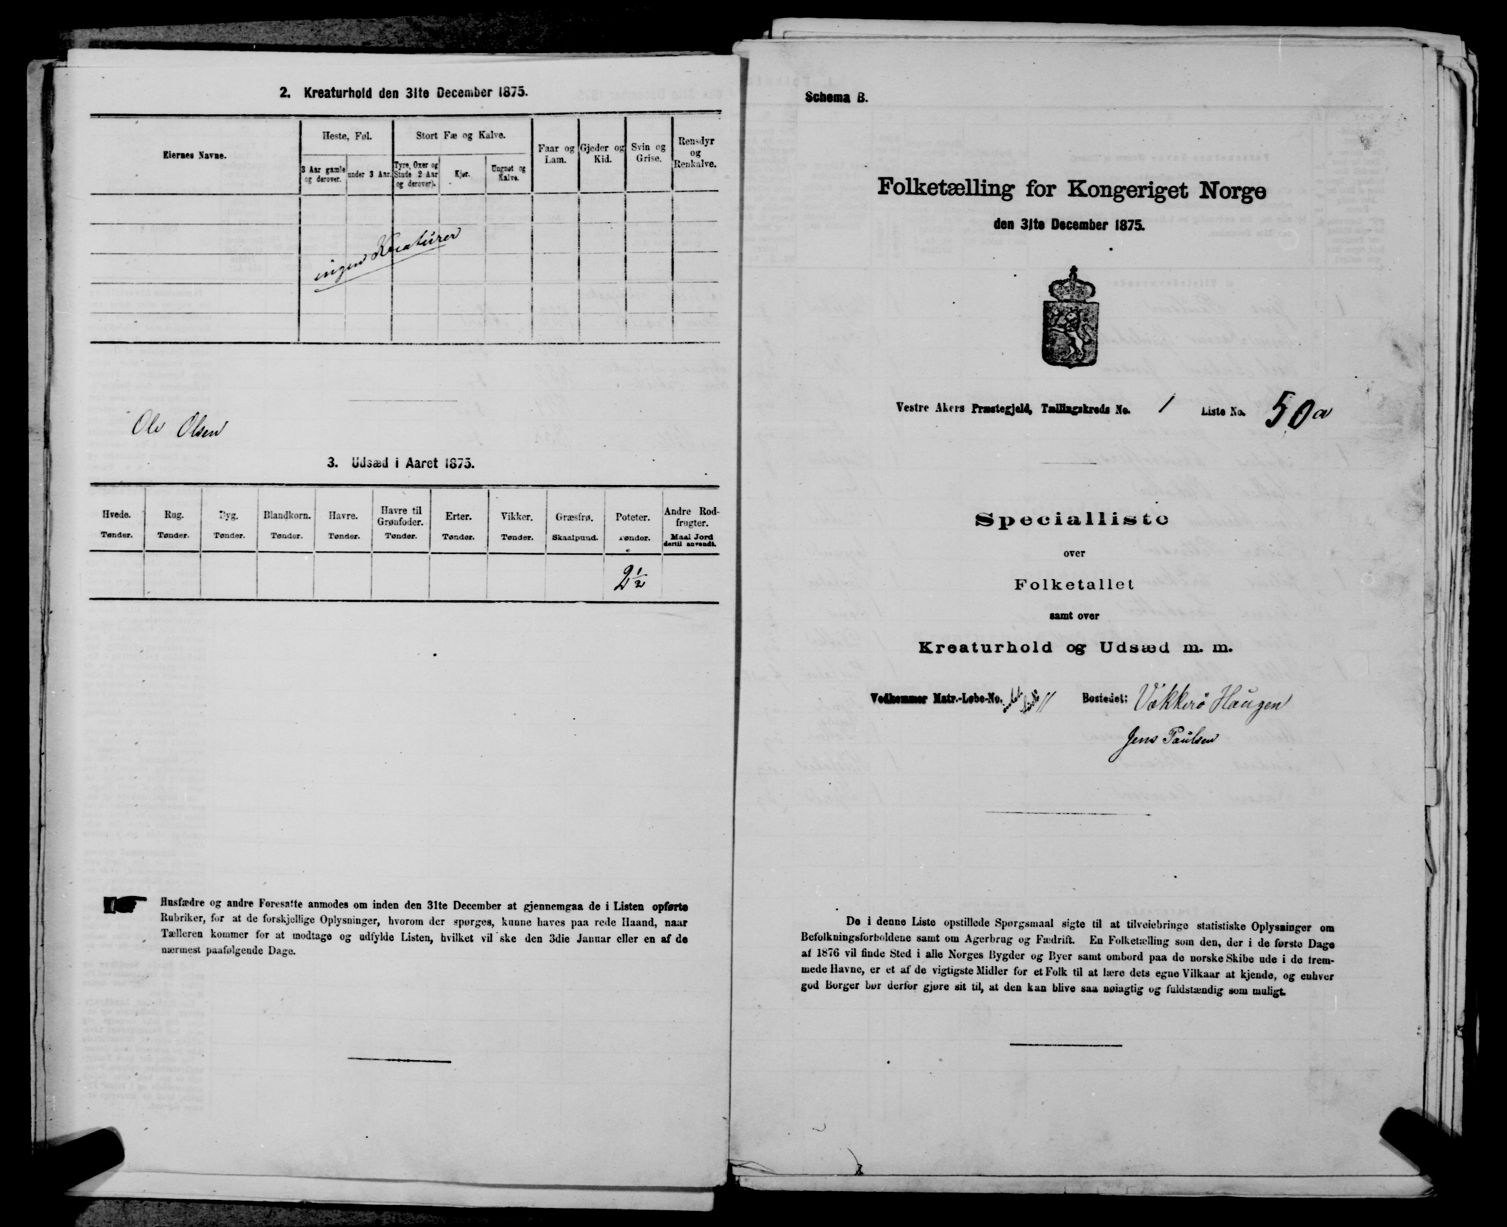 2. Kreaturhold den 31te December 1875.
Eiernes Navne.
Heste, Føl.
Stort Fæ og Kalve.
Faar og Lam.
Gjeder og Kid.
Svin og Grise.
Rensdyr og Renkalve.
3 Aar gamle og derover.
under 3 Aar.
Tyre, Oxer og Stude 2 Aar og derover).
Kjør.
Ungnøt og Kalve.
ingen Kreaturer
Ole Olsen
3. Udsæd i Aaret 1875.
Hvede. Rug. Byg. Blandkorn. Havre. Havre til Grønfoder. Erter. Vikker. Græsfrø. Poteter. Andre Rodfrugter.
Tønder. Tønder. Tønder. Tønder. Tønder. Tønder. Tønder. Tønder. Skaalpund. Tønder. Maal Jord dertil anvendt.
2 1/2
Husfædre og andre Foresatte anmodes om inden den 31te December at gjennemgaa de i Listen opførte
Rubriker, for at de forskjellige Oplysninger, hvorom der spørges, kunne haves paa rede Haand, naar
Tælleren kommer for at modtage og udfylde Listen, hvilket vil ske den 3die Januar eller en af de
nærmest paafølgende Dage.
Schema B.
Folketælling for Kongeriget Norge
den 31te December 1875.
Vestre Akers Præstegjeld, Tællingskreds No. 1 Liste No. 50a
Specialliste
over
Folketallet
samt over
Kreaturhold og Udsæd m. m.
Vedkommer Matr.-Løbe-No. Bostedet: Vækkerø Haugen
Jens Paulsen
De i denne Liste opstillede Spørgsmaal sigte til at tilveiebringe statistiske Oplysninger om
Befolkningsforholdene samt om Agerbrug og Fædrift. En Folketælling som den, der i de første Dage
af 1876 vil finde Sted i alle Norges Bygder og Byer samt ombord paa de norske Skibe ude i de frem-
mede Havne, er et af de vigtigste Midler for et Folk til at lære dets egne Vilkaar at kjende, og enhver
god Borger bør derfor gjøre sit til, at den kan blive saa nøiagtig og fuldstændig som muligt.